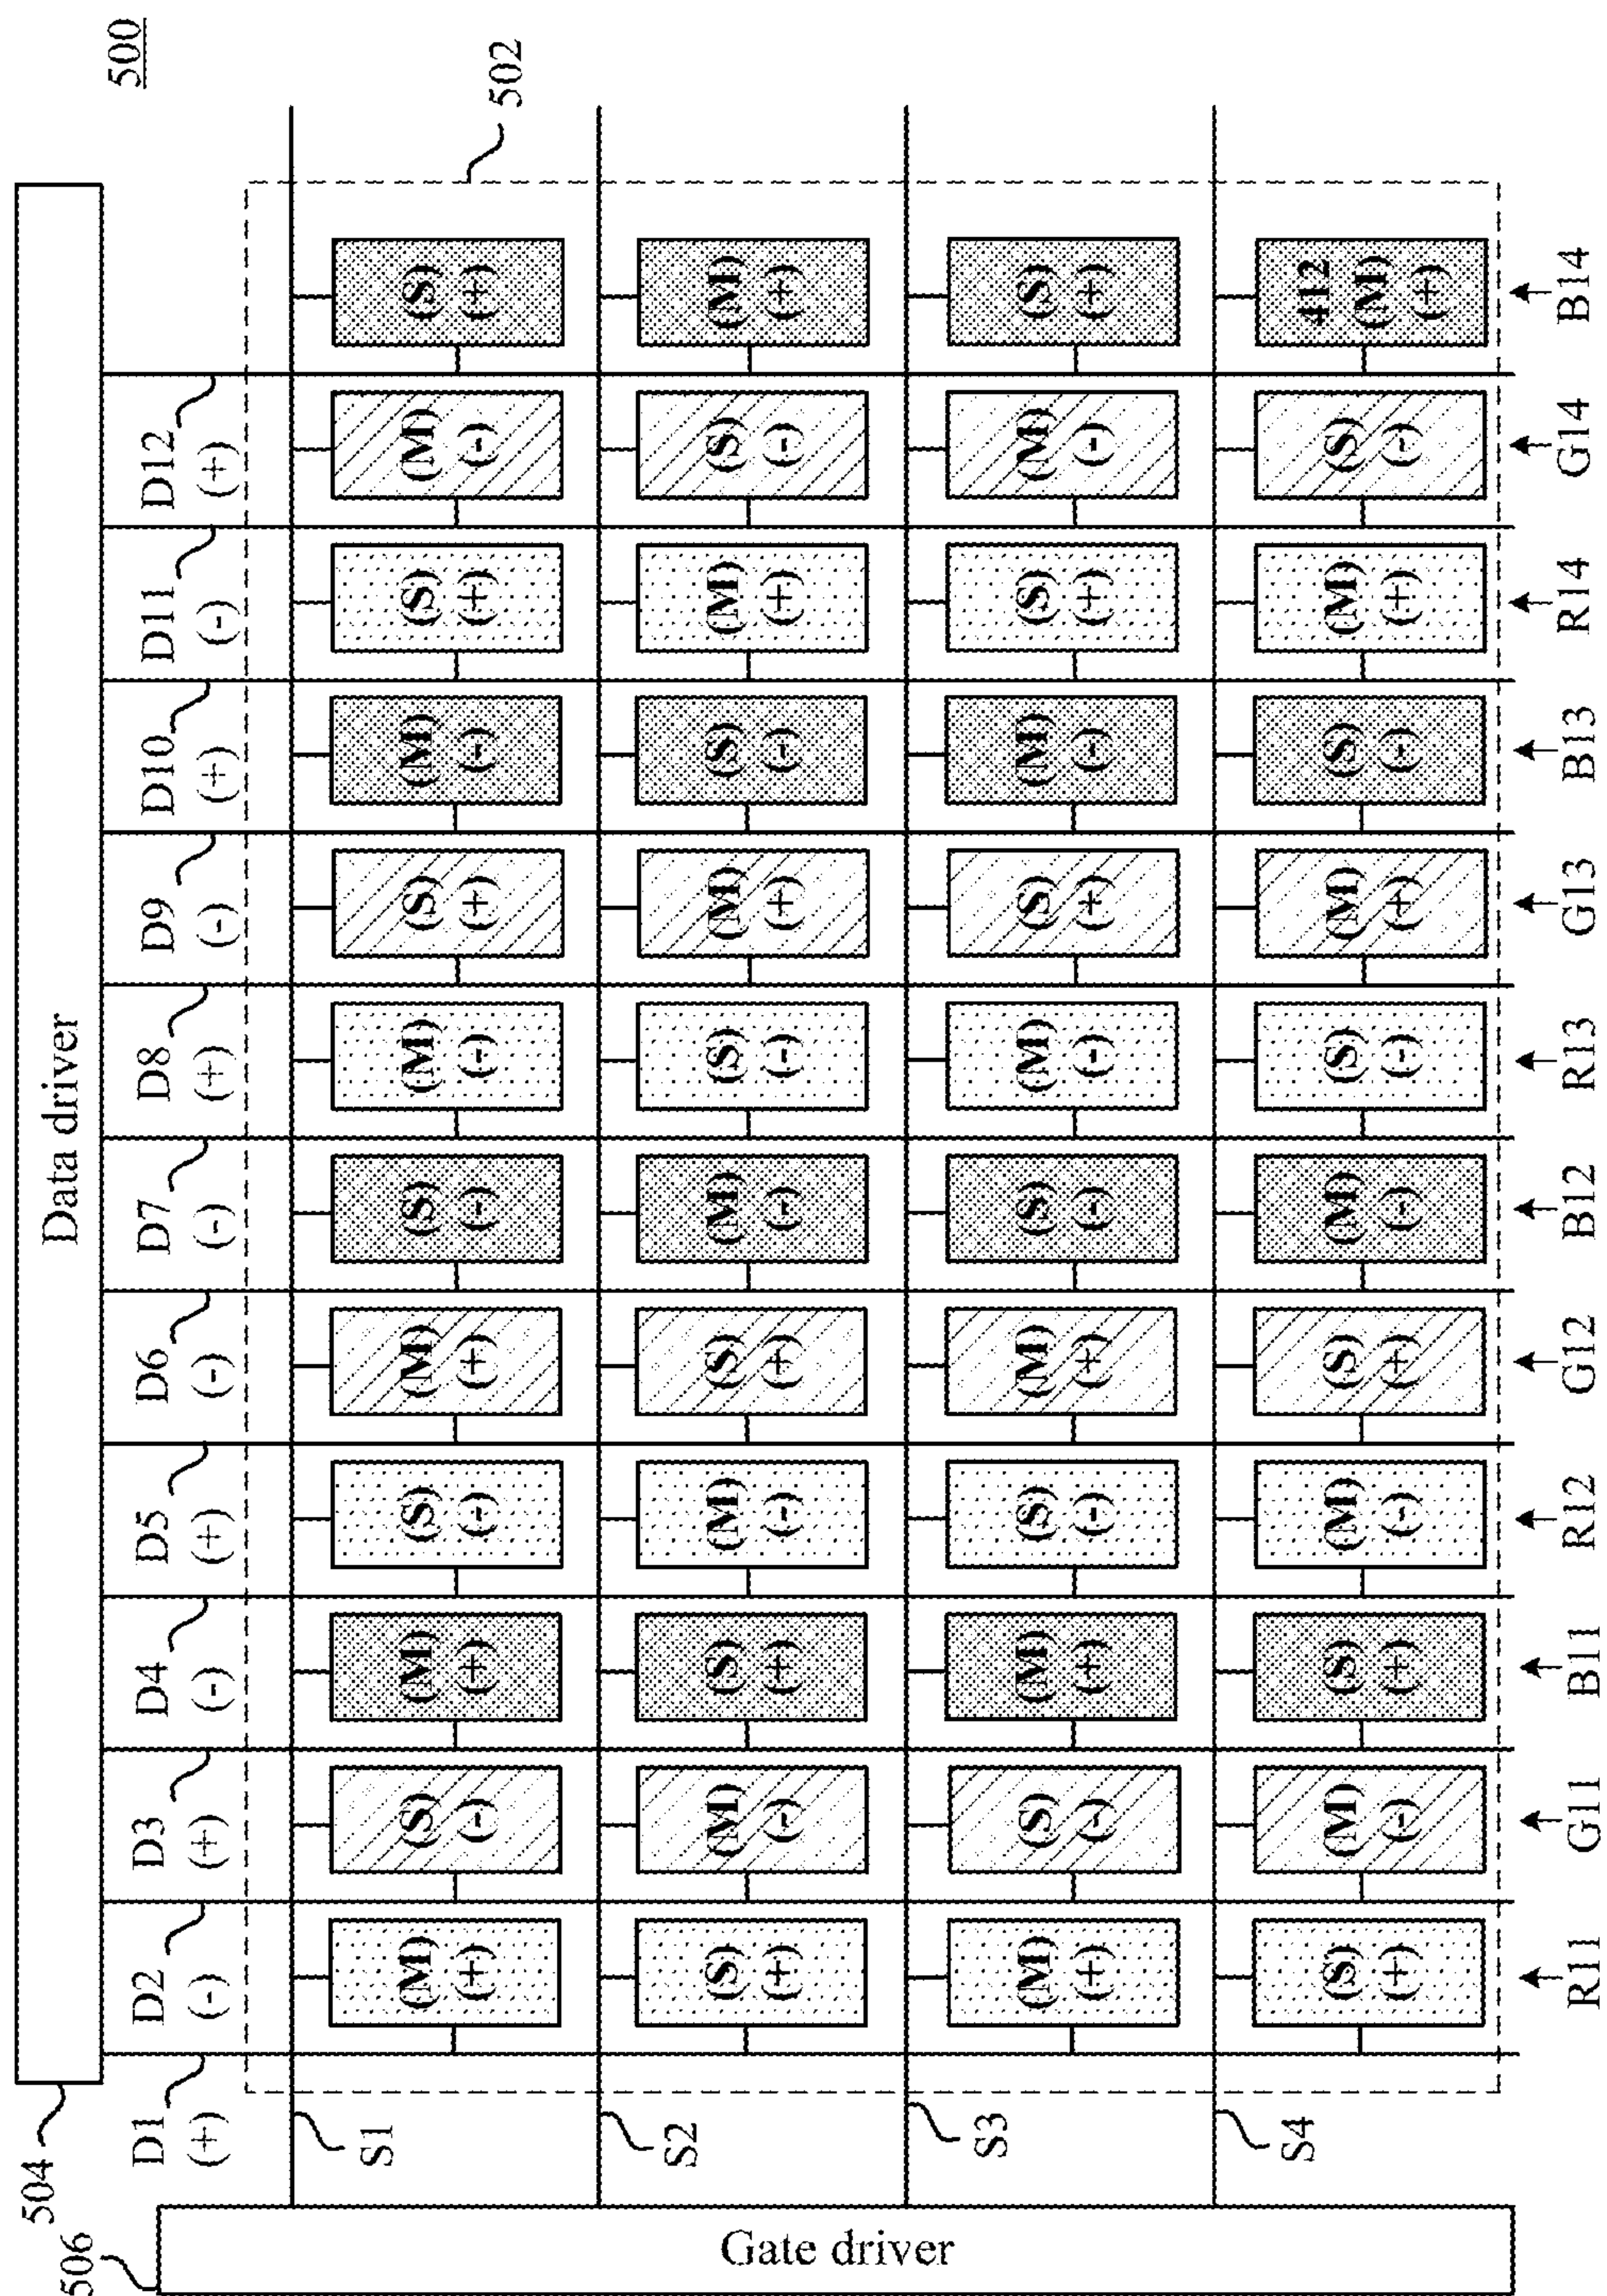 500
504
Data driver
506
Gate driver
502
D1 D2 D3 D4 D5 D6 D7 D8 D9 D10 D11 D12
(+) (-) (+) (-) (+) (-) (-) (+) (-) (+) (-) (+)
S1
(M) (S) (M) (S) (M) (S) (M) (S) (M) (S) (M) (S)
(+) (-) (+) (-) (+) (-) (-) (+) (-) (+) (-) (+)
S2
(S) (M) (S) (M) (S) (M) (S) (M) (S) (M) (S) (M)
(+) (-) (+) (-) (+) (-) (-) (+) (-) (+) (-) (+)
S3
(M) (S) (M) (S) (M) (S) (M) (S) (M) (S) (M) (S)
(+) (-) (+) (-) (+) (-) (-) (+) (-) (+) (-) (+)
S4
412
(S) (M) (S) (M) (S) (M) (S) (M) (S) (M) (S) (M)
(+) (-) (+) (-) (+) (-) (-) (+) (-) (+) (-) (+)
R11 G11 B11 R12 G12 B12 R13 G13 B13 R14 G14 B14